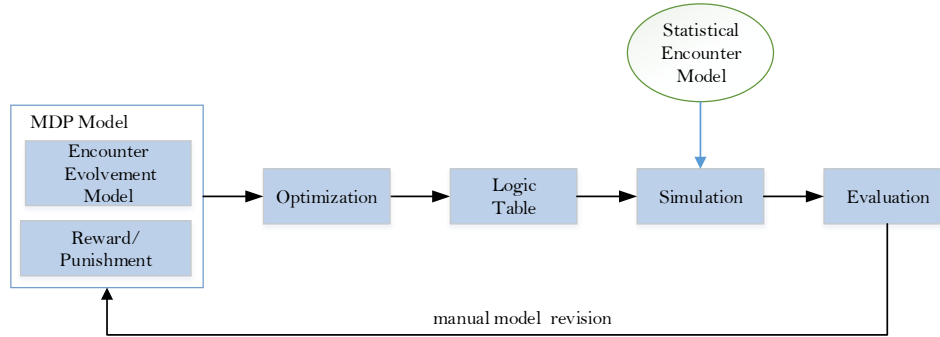 Statistical
Encounter
Model
MDP Model
Encounter
Evolvement
Model
Reward/
Punishment
Optimization
Logic
Table
Simulation
Evaluation
manual model revision